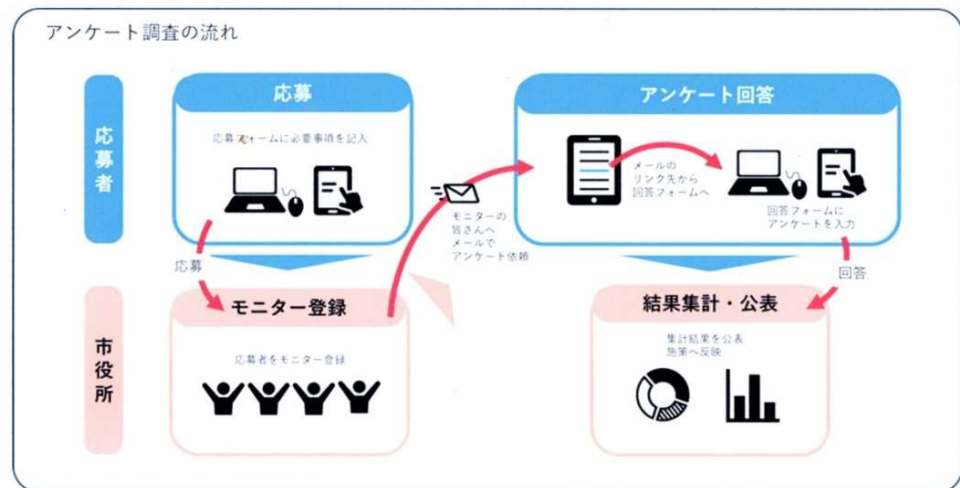 アンケート調査の流れ
応募者
応募
応募フォームに必要事項を記入
アンケート回答
メールの
リンク先から
回答フォームへ
回答フォームに
アンケートを入力
モニターの
皆さんへ
メールで
アンケート依頼
応募
回答
市役所
モニター登録
応募者をモニター登録
結果集計・公表
集計結果を公表
施策へ反映